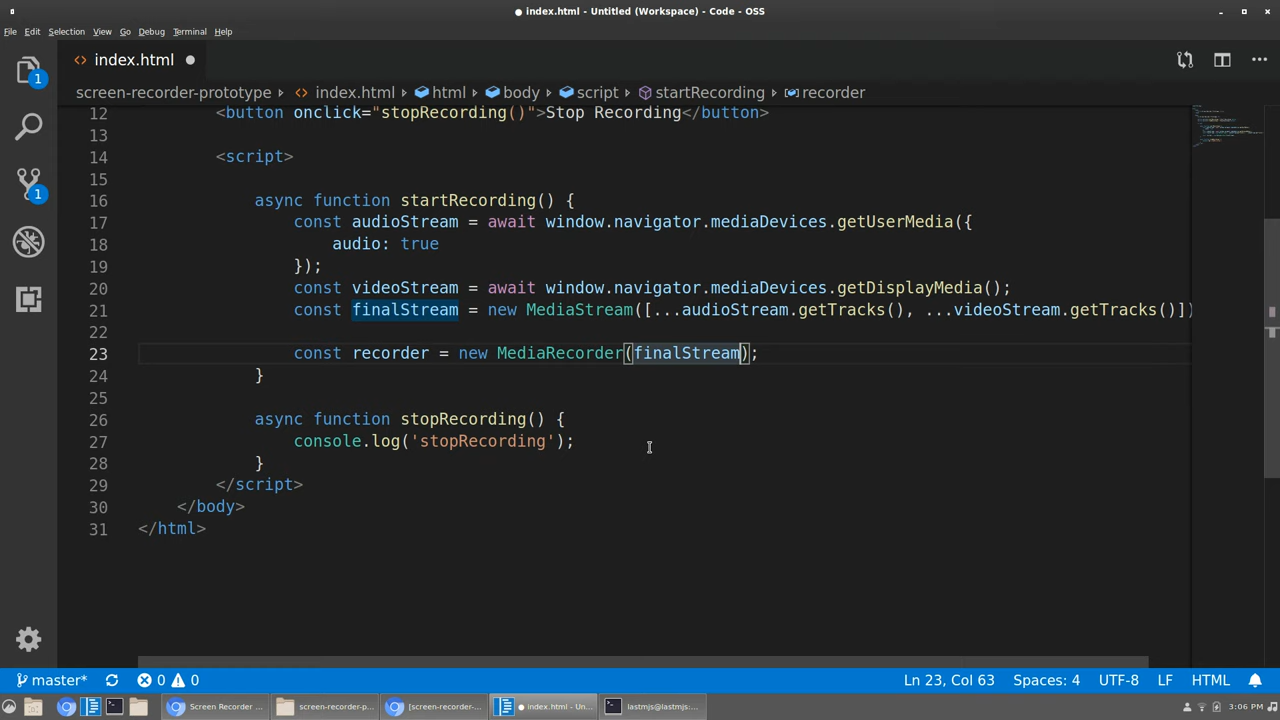 ● index.html - Untitled (Workspace) - Code - OSS
File Edit Selection View Go Debug Terminal Help
<> index.html ●
screen-recorder-prototype > <> index.html > html > body > script > startRecording > recorder
12 <button onclick="stopRecording()">Stop Recording</button>
13
14 <script>
15
16 async function startRecording() {
17 const audioStream = await window.navigator.mediaDevices.getUserMedia({
18 audio: true
19 });
20 const videoStream = await window.navigator.mediaDevices.getDisplayMedia();
21 const finalStream = new MediaStream([...audioStream.getTracks(), ...videoStream.getTracks()])
22
23 const recorder = new MediaRecorder(finalStream);
24 }
25
26 async function stopRecording() {
27 console.log('stopRecording');
28 }
29 </script>
30 </body>
31 </html>
1
1
master* 0 0 Ln 23, Col 63 Spaces: 4 UTF-8 LF HTML
Screen Recorder ... screen-recorder-p... [screen-recorder-... ● index.html - Un... lastmjs@lastmjs:... 3:06 PM